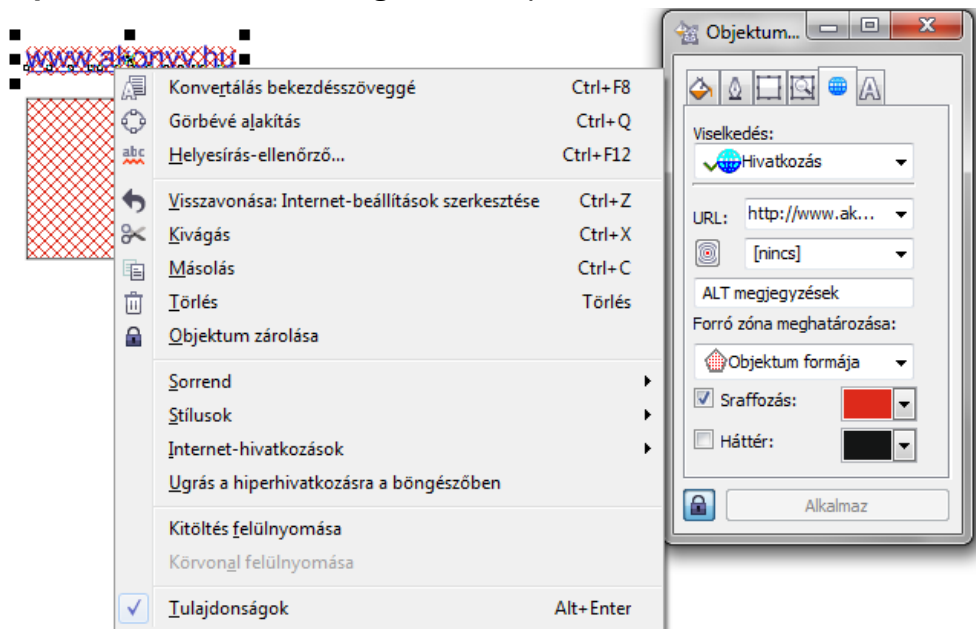 www.akonyv.hu
Konvertálás bekezdésszöveggé Ctrl+F8
Görbévé alakítás Ctrl+Q
abc Helyesírás-ellenőrző... Ctrl+F12
Visszavonása: Internet-beállítások szerkesztése Ctrl+Z
Kivágás Ctrl+X
Másolás Ctrl+C
Törlés Törlés
Objektum zárolása
Sorrend
Stílusok
Internet-hivatkozások
Ugrás a hiperhivatkozásra a böngészőben
Kitöltés felülnyomása
Körvonal felülnyomása
Tulajdonságok Alt+Enter
Objektum...
Viselkedés:
Hivatkozás
URL: http://www.ak...
[nincs]
ALT megjegyzések
Forró zóna meghatározása:
Objektum formája
Sraffozás:
Háttér:
Alkalmaz